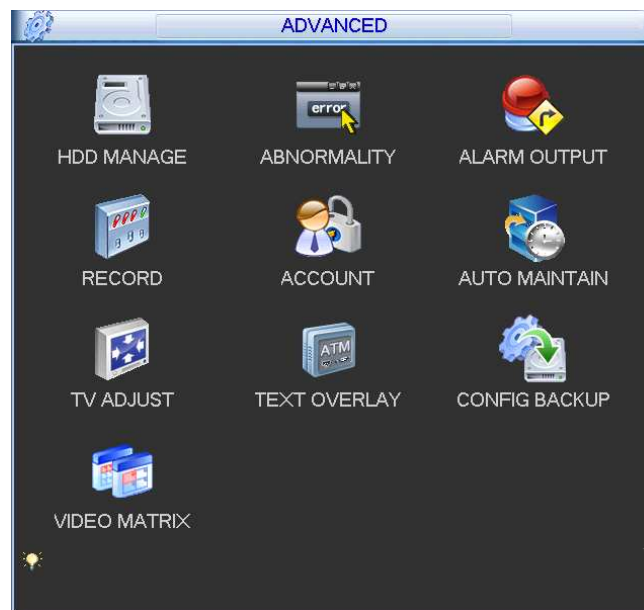 ADVANCED
error
HDD MANAGE
ABNORMALITY
ALARM OUTPUT
RECORD
ACCOUNT
AUTO MAINTAIN
ATM
TV ADJUST
TEXT OVERLAY
CONFIG BACKUP
VIDEO MATRIX